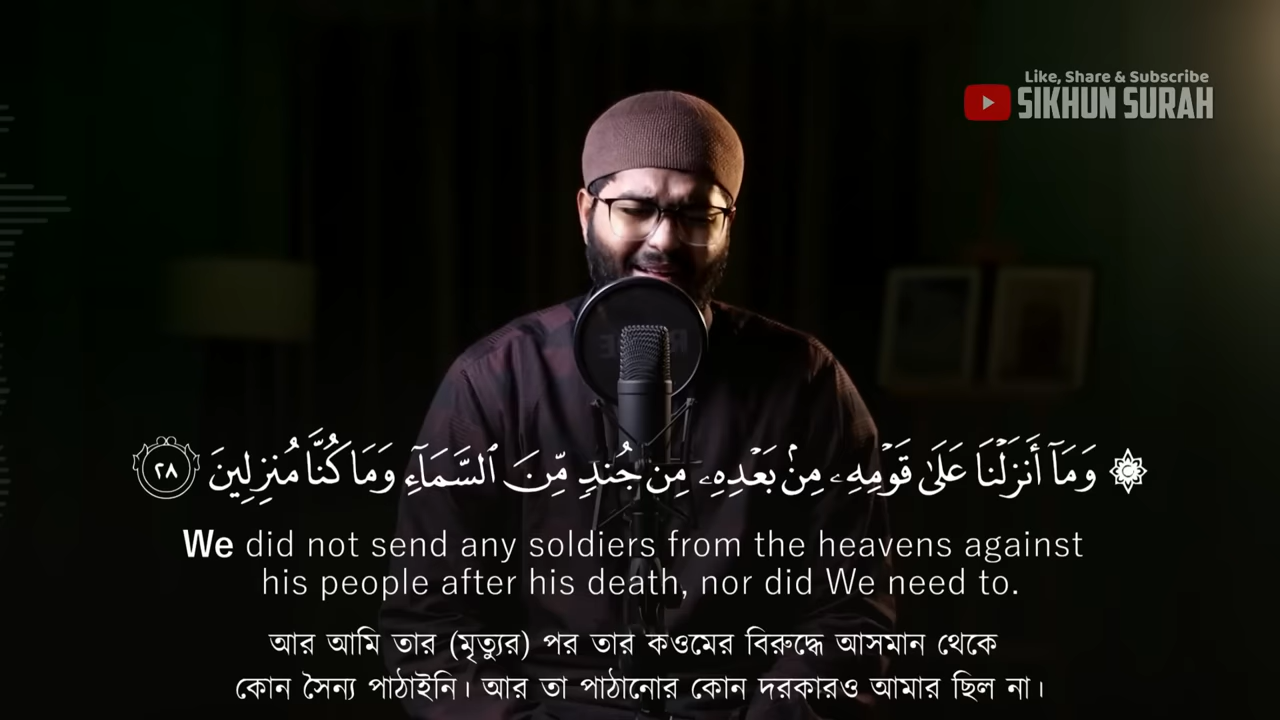 Like, Share & Subscribe
SIKHUN SURAH
۞ وَمَآ أَنزَلْنَا عَلَىٰ قَوْمِهِۦ مِنۢ بَعْدِهِۦ مِن جُندٍ مِّنَ ٱلسَّمَآءِ وَمَا كُنَّا مُنزِلِينَ ٢٨
We did not send any soldiers from the heavens against
his people after his death, nor did We need to.
আর আমি তার (মৃত্যুর) পর তার কওমের বিরুদ্ধে আসমান থেকে
কোন সৈন্য পাঠাইনি। আর তা পাঠানোর কোন দরকারও আমার ছিল না।